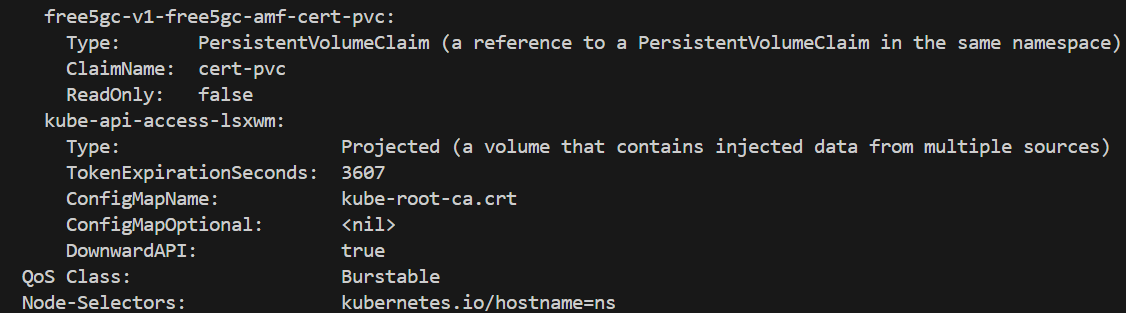 free5gc-v1-free5gc-amf-cert-pvc:
Type: PersistentVolumeClaim (a reference to a PersistentVolumeClaim in the same namespace)
ClaimName: cert-pvc
ReadOnly: false
kube-api-access-lsxwm:
Type: Projected (a volume that contains injected data from multiple sources)
TokenExpirationSeconds: 3607
ConfigMapName: kube-root-ca.crt
ConfigMapOptional: <nil>
DownwardAPI: true
QoS Class: Burstable
Node-Selectors: kubernetes.io/hostname=ns